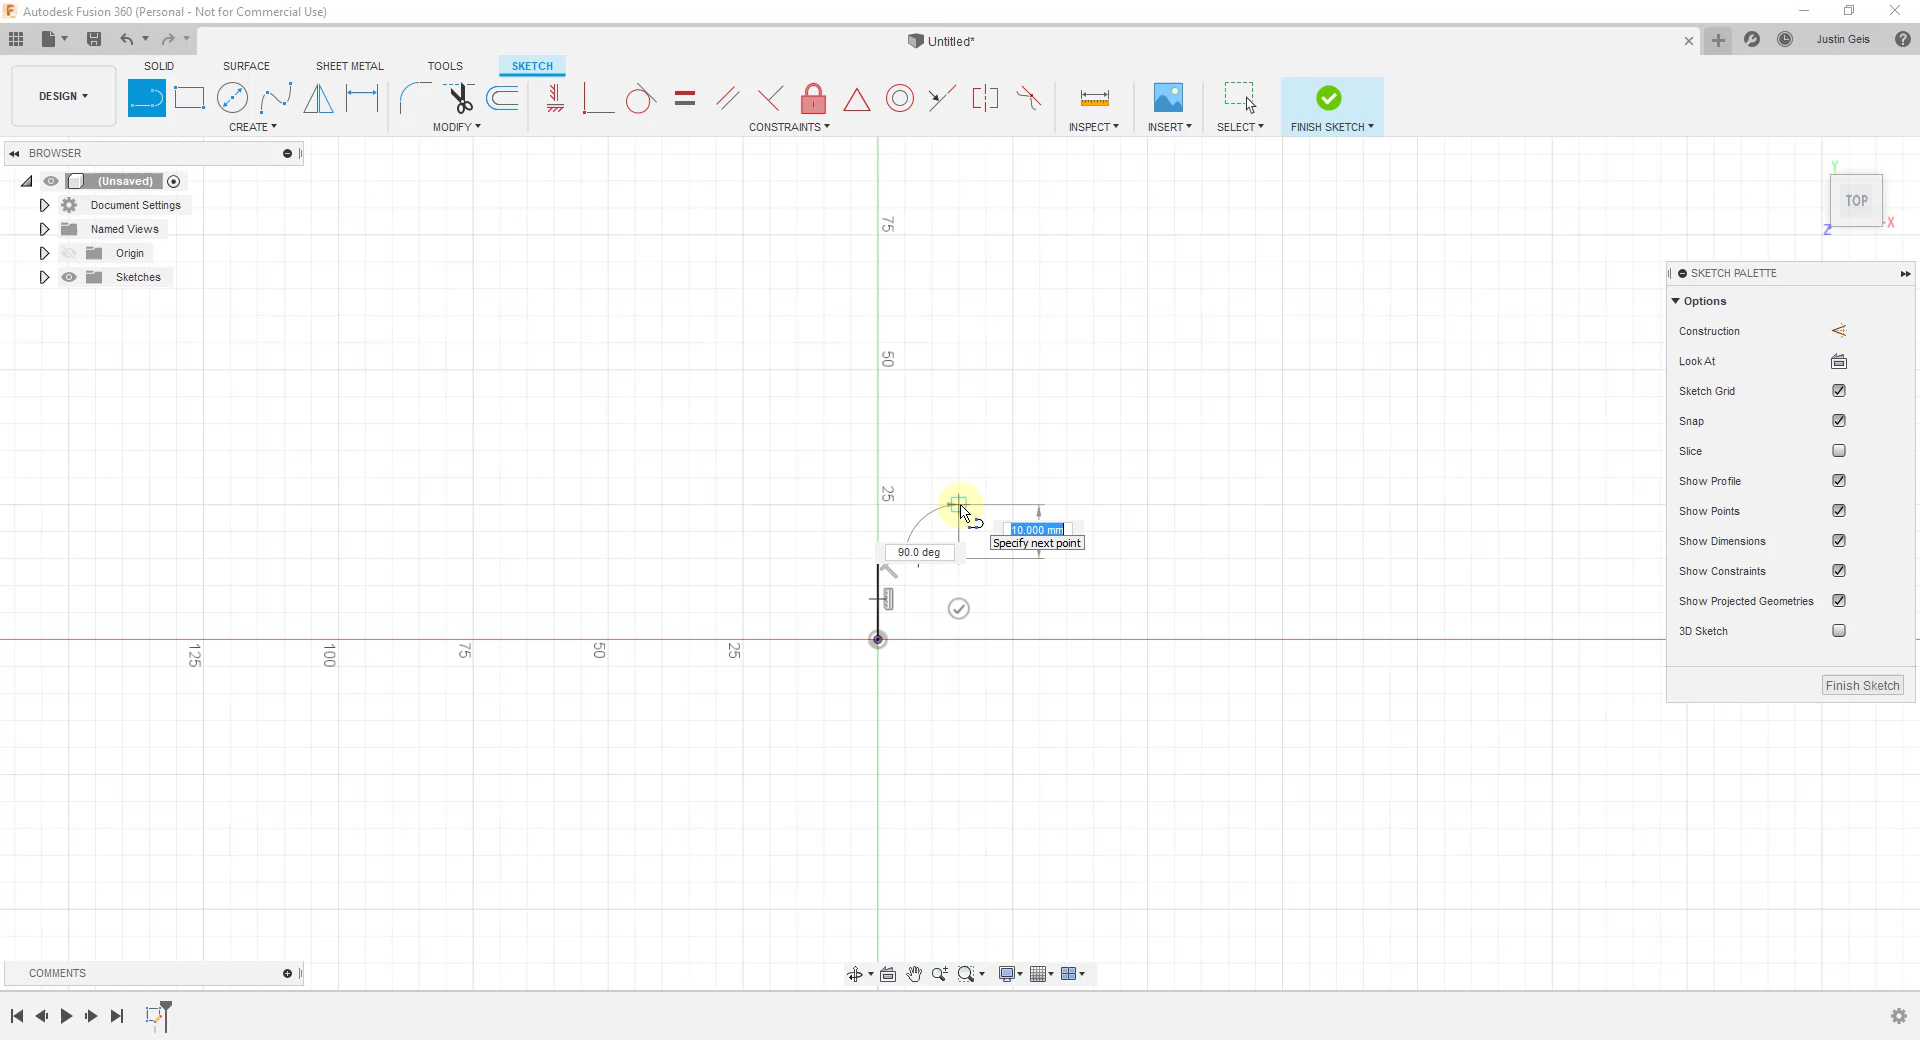 Autodesk Fusion 360 (Personal - Not for Commercial Use)
Untitled*
Justin Geis
DESIGN
SOLID
SURFACE
SHEET METAL
TOOLS
SKETCH
CREATE
MODIFY
CONSTRAINTS
INSPECT
INSERT
SELECT
FINISH SKETCH
BROWSER
(Unsaved)
Document Settings
Named Views
Origin
Sketches
75
50
25
125
100
75
50
25
90.0 deg
10.000 mm
Specify next point
Y
TOP
X
Z
SKETCH PALETTE
Options
Construction
Look At
Sketch Grid
Snap
Slice
Show Profile
Show Points
Show Dimensions
Show Constraints
Show Projected Geometries
3D Sketch
Finish Sketch
COMMENTS